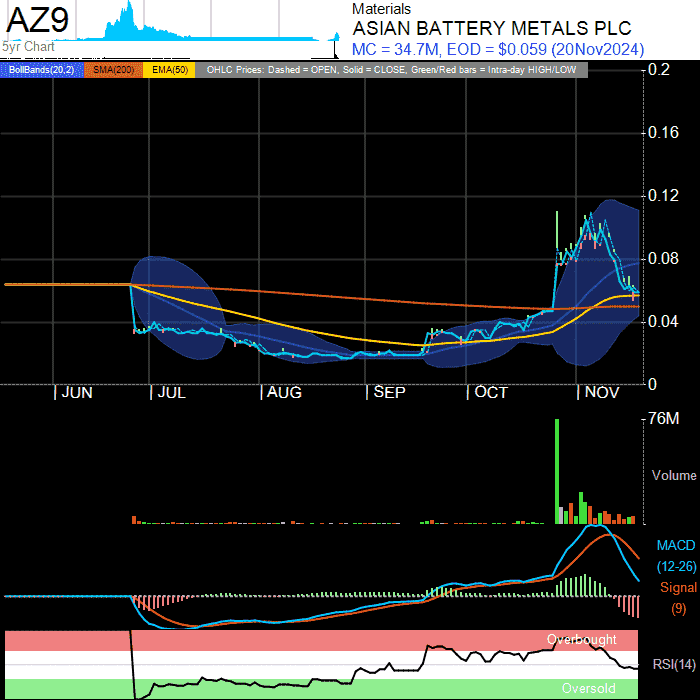 AZ9
5yr Chart
Materials
ASIAN BATTERY METALS PLC
MC = 34.7M, EOD = $0.059 (20Nov2024)
BollBands(20,2) SMA(200) EMA(50) OHLC Prices: Dashed = OPEN, Solid = CLOSE, Green/Red bars = Intra-day HIGH/LOW
0.2
0.16
0.12
0.08
0.04
0
JUN JUL AUG SEP OCT NOV
76M
Volume
MACD
(12-26)
Signal
(9)
Overbought
RSI(14)
Oversold